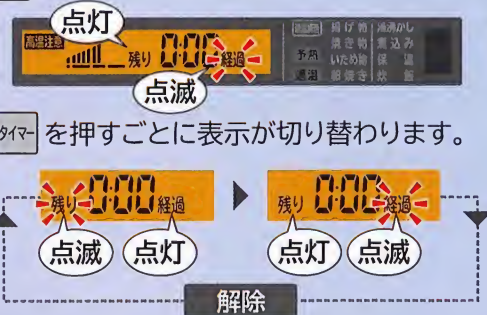 点灯
高温注意
残り 0:00 経過
点滅
揚げ物 湯沸かし
焼き物 煮込み
予熱 いため物 保温
適温 卵焼き 炊飯
タイマー を押すごとに表示が切り替わります。
残り 0:00 経過 残り 0:00 経過
点滅 点灯 点灯 点滅
解除